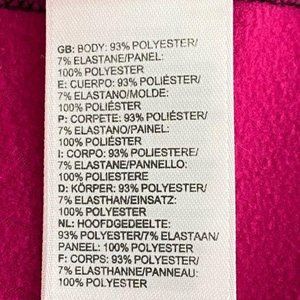 GB: BODY: 93% POLYESTER/
7% ELASTANE/PANEL:
100% POLYESTER
E: CUERPO: 93% POLIÉSTER/
7% ELASTANO/MOLDE:
100% POLIÉSTER
P: CORPETE: 93% POLIÉSTER/
7% ELASTANO/PAINEL:
100% POLIÉSTER
I: CORPO: 93% POLIESTERE/
7% ELASTANE/PANNELLO:
100% POLIESTERE
D: KÖRPER: 93% POLYESTER/
7% ELASTHAN/EINSATZ:
100% POLYESTER
NL: HOOFDGEDEELTE:
93% POLYESTER/7% ELASTAAN/
PANEEL: 100% POLYESTER
F: CORPS: 93% POLYESTER/
7% ELASTHANNE/PANNEAU:
100% POLYESTER